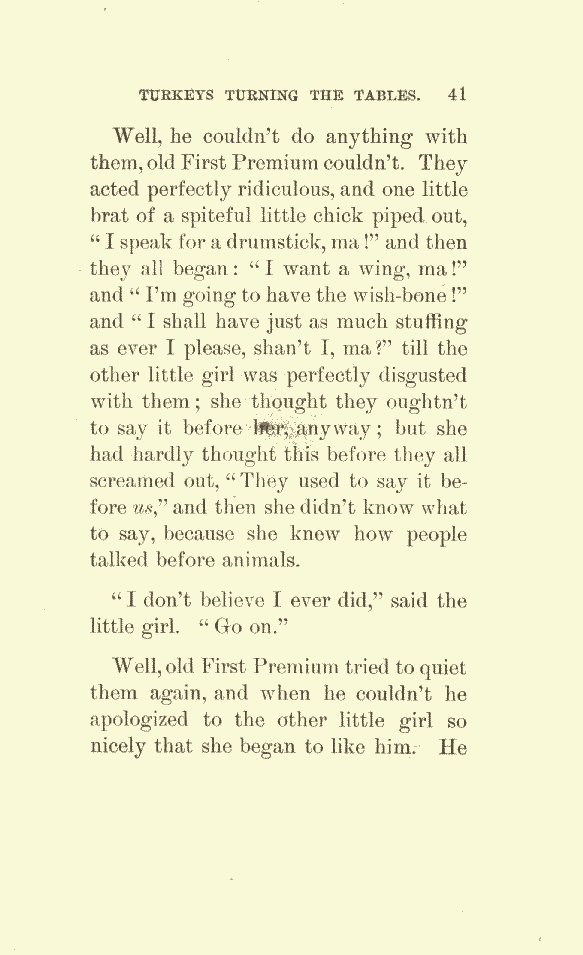 TURKEYS TURNING THE TABLES. 41
Well, he couldn't do anything with
them, old First Premium couldn't. They
acted perfectly ridiculous, and one little
brat of a spiteful little chick piped out,
“I speak for a drumstick, ma!” and then
they all began: “I want a wing, ma!”
and “I'm going to have the wish-bone!”
and “I shall have just as much stuffing
as ever I please, shan't I, ma?” till the
other little girl was perfectly disgusted
with them; she thought they oughtn't
to say it before her, anyway; but she
had hardly thought this before they all
screamed out, “They used to say it be-
fore us,” and then she didn't know what
to say, because she knew how people
talked before animals.
“I don't believe I ever did,” said the
little girl. “Go on.”
Well, old First Premium tried to quiet
them again, and when he couldn't he
apologized to the other little girl so
nicely that she began to like him. He